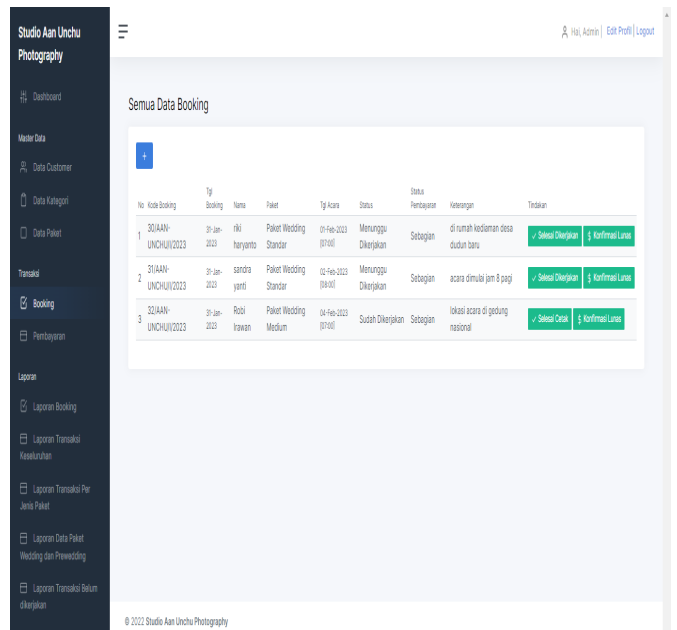 Studio Aan Unchu
Photography
Hai, Admin | Edit Profil | Logout
Dashboard
Master Data
Data Customer
Data Kategori
Data Paket
Transaksi
Booking
Pembayaran
Laporan
Laporan Booking
Laporan Transaksi
Keseluruhan
Laporan Transaksi Per
Jenis Paket
Laporan Data Paket
Wedding dan Prewedding
Laporan Transaksi Belum
dikerjakan
Semua Data Booking
+
No Kode Booking Tgl Booking Nama Paket Tgl Acara Status Status Pembayaran Keterangan Tindakan
1 30/AAN- 31-Jan- riki Paket Wedding 01-Feb-2023 Menunggu Sebagian di rumah kediaman desa Selesai Dikerjakan $ Konfirmasi Lunas
UNCHU/I/2023 2023 haryanto Standar [07:00] Dikerjakan dudun baru
2 31/AAN- 31-Jan- sandra Paket Wedding 02-Feb-2023 Menunggu Sebagian acara dimulai jam 8 pagi Selesai Dikerjakan $ Konfirmasi Lunas
UNCHU/I/2023 2023 yanti Standar [08:00] Dikerjakan
3 32/AAN- 31-Jan- Robi Paket Wedding 04-Feb-2023 Sudah Dikerjakan Sebagian lokasi acara di gedung Selesai Cetak $ Konfirmasi Lunas
UNCHU/I/2023 2023 Irawan Medium [07:00] nasional
© 2022 Studio Aan Unchu Photography